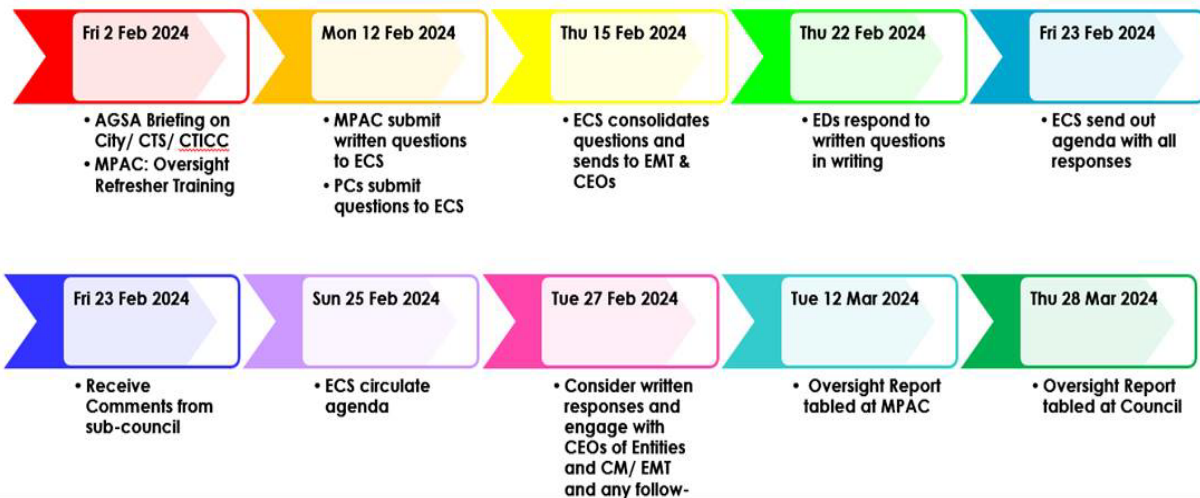 Fri 2 Feb 2024
• AGSA Briefing on
City/ CTS/ CTICC
• MPAC: Oversight
Refresher Training
Mon 12 Feb 2024
• MPAC submit
written questions
to ECS
• PCs submit
questions to ECS
Thu 15 Feb 2024
• ECS consolidates
questions and
sends to EMT &
CEOs
Thu 22 Feb 2024
• EDs respond to
written questions
in writing
Fri 23 Feb 2024
• ECS send out
agenda with all
responses
Fri 23 Feb 2024
• Receive
Comments from
sub-council
Sun 25 Feb 2024
• ECS circulate
agenda
Tue 27 Feb 2024
• Consider written
responses and
engage with
CEOs of Entities
and CM/ EMT
and any follow-
Tue 12 Mar 2024
• Oversight Report
tabled at MPAC
Thu 28 Mar 2024
• Oversight Report
tabled at Council